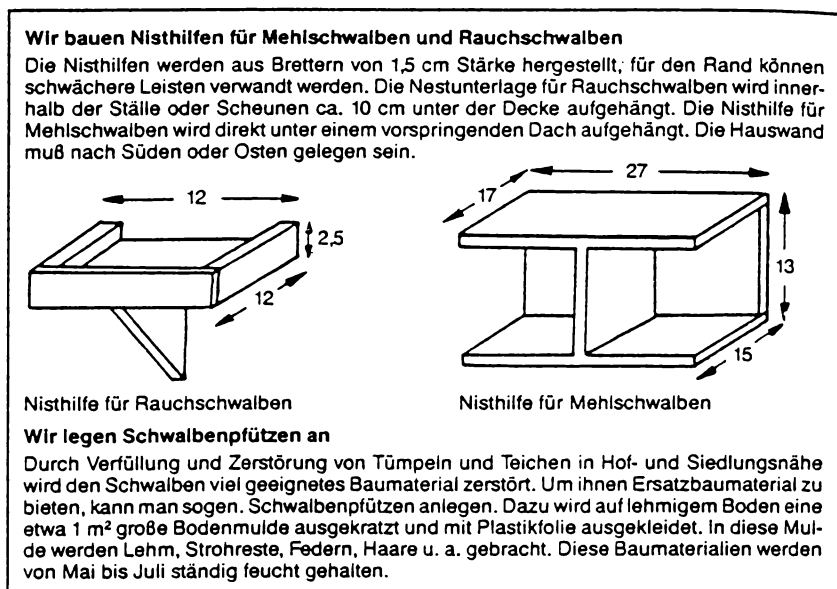 Wir bauen Nisthilfen für Mehlschwalben und Rauchschwalben
Die Nisthilfen werden aus Brettern von 1,5 cm Stärke hergestellt, für den Rand können
schwächere Leisten verwandt werden. Die Nestunterlage für Rauchschwalben wird inner-
halb der Ställe oder Scheunen ca. 10 cm unter der Decke aufgehängt. Die Nisthilfe für
Mehlschwalben wird direkt unter einem vorspringenden Dach aufgehängt. Die Hauswand
muß nach Süden oder Osten gelegen sein.
12
2,5
12
17
27
13
15
Nisthilfe für Rauchschwalben
Nisthilfe für Mehlschwalben
Wir legen Schwalbenpfützen an
Durch Verfüllung und Zerstörung von Tümpeln und Teichen in Hof- und Siedlungsnähe
wird den Schwalben viel geeignetes Baumaterial zerstört. Um ihnen Ersatzbaumaterial zu
bieten, kann man sogen. Schwalbenpfützen anlegen. Dazu wird auf lehmigem Boden eine
etwa 1 m² große Bodenmulde ausgekratzt und mit Plastikfolie ausgekleidet. In diese Mul-
de werden Lehm, Strohreste, Federn, Haare u. a. gebracht. Diese Baumaterialien werden
von Mai bis Juli ständig feucht gehalten.